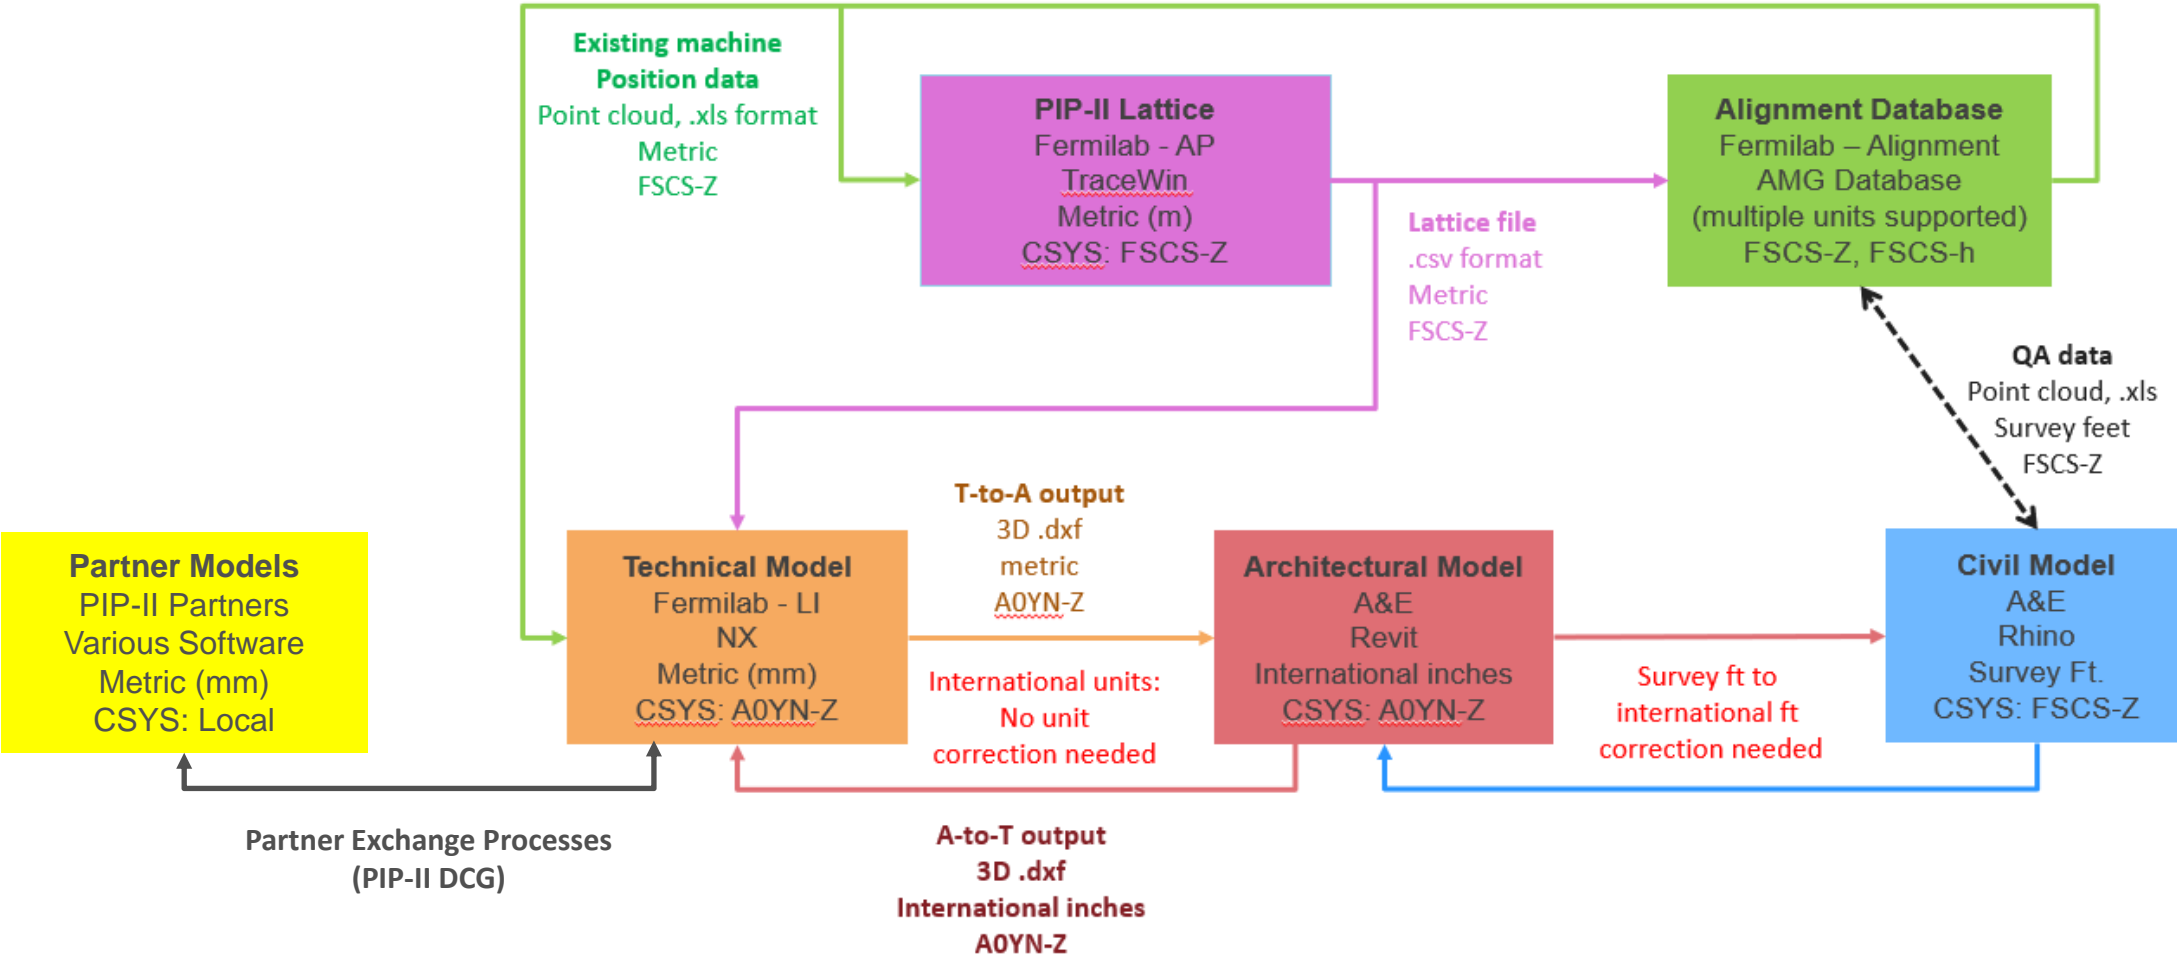 Existing machine
Position data
Point cloud, .xls format
Metric
FSCS-Z
PIP-II Lattice
Fermilab - AP
TraceWin
Metric (m)
CSYS: FSCS-Z
Alignment Database
Fermilab – Alignment
AMG Database
(multiple units supported)
FSCS-Z, FSCS-h
Lattice file
.csv format
Metric
FSCS-Z
QA data
Point cloud, .xls
Survey feet
FSCS-Z
Partner Models
PIP-II Partners
Various Software
Metric (mm)
CSYS: Local
Technical Model
Fermilab - LI
NX
Metric (mm)
CSYS: A0YN-Z
T-to-A output
3D .dxf
metric
A0YN-Z
International units:
No unit
correction needed
Architectural Model
A&E
Revit
International inches
CSYS: A0YN-Z
Survey ft to
international ft
correction needed
Civil Model
A&E
Rhino
Survey Ft.
CSYS: FSCS-Z
Partner Exchange Processes
(PIP-II DCG)
A-to-T output
3D .dxf
International inches
A0YN-Z